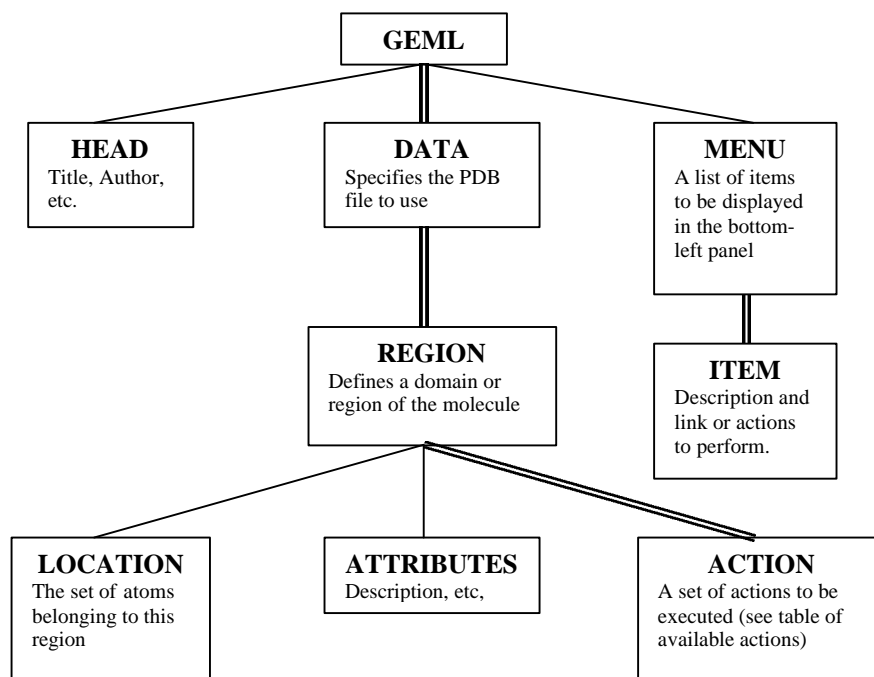 GEML
HEAD
Title, Author,
etc.
DATA
Specifies the PDB
file to use
MENU
A list of items
to be displayed
in the bottom-
left panel
REGION
Defines a domain or
region of the molecule
ITEM
Description and
link or actions
to perform.
LOCATION
The set of atoms
belonging to this
region
ATTRIBUTES
Description, etc,
ACTION
A set of actions to be
executed (see table of
available actions)